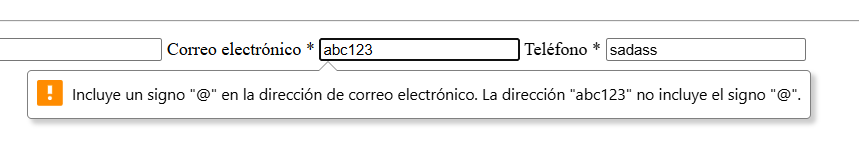 Correo electrónico * abc123 Teléfono * sadass
Incluye un signo "@" en la dirección de correo electrónico. La dirección "abc123" no incluye el signo "@".